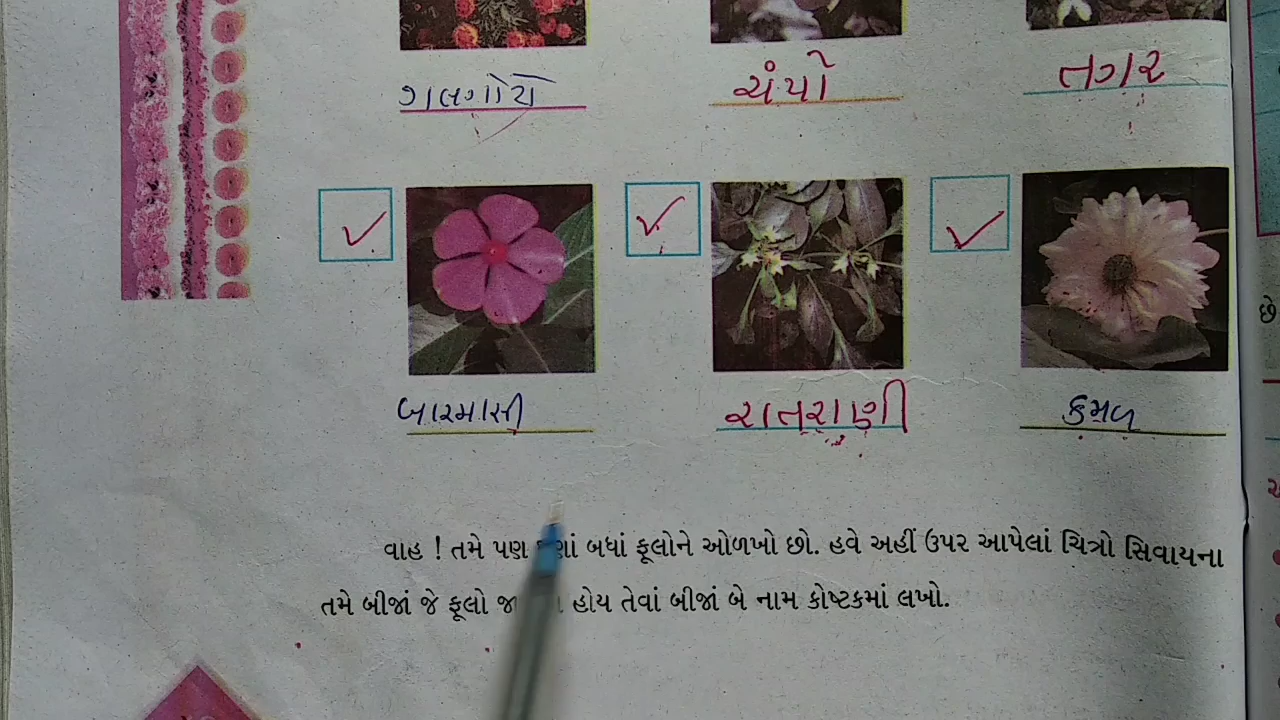 ગલગોટો
ચંપો
તગર
બારમાસી
રાતરાણી
કમળ
વાહ ! તમે પણ બધાં ફૂલોને ઓળખો છો. હવે અહીં ઉપર આપેલાં ચિત્રો સિવાયના
તમે બીજાં જે ફૂલો હોય તેવાં બીજાં બે નામ કોષ્ટકમાં લખો.
છે